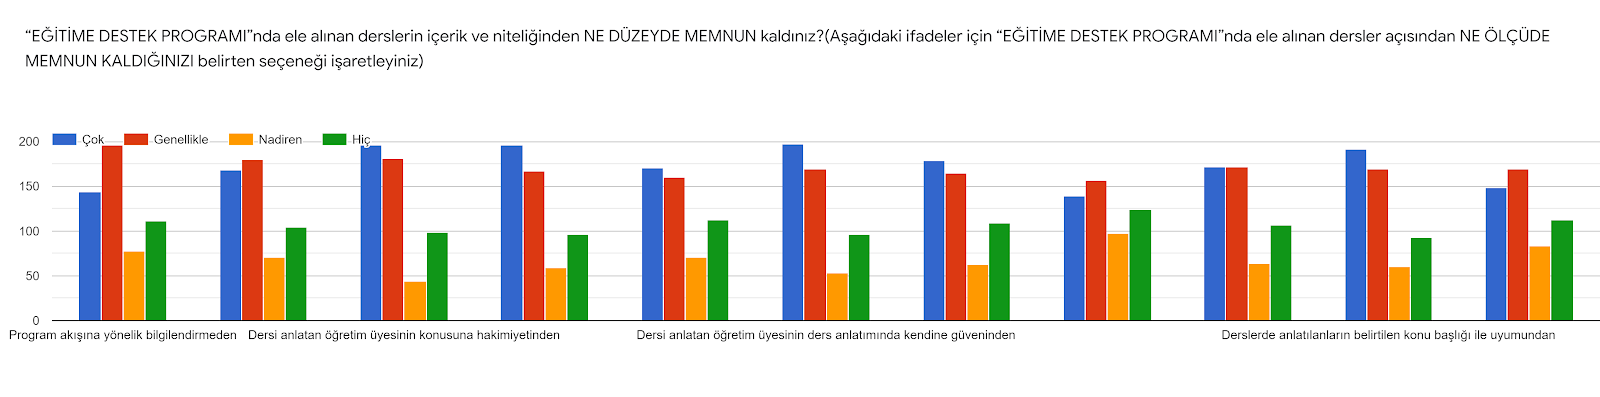 “EĞİTİME DESTEK PROGRAMI”nda ele alınan derslerin içerik ve niteliğinden NE DÜZEYDE MEMNUN kaldınız?(Aşağıdaki ifadeler için “EĞİTİME DESTEK PROGRAMI”nda ele alınan dersler açısından NE ÖLÇÜDE
MEMNUN KALDIĞINIZI belirten seçeneği işaretleyiniz)
Çok Genellikle Nadiren Hiç
200
150
100
50
0
Program akışına yönelik bilgilendirmeden Dersi anlatan öğretim üyesinin konusuna hakimiyetinden Dersi anlatan öğretim üyesinin ders anlatımında kendine güveninden Derslerde anlatılanların belirtilen konu başlığı ile uyumundan